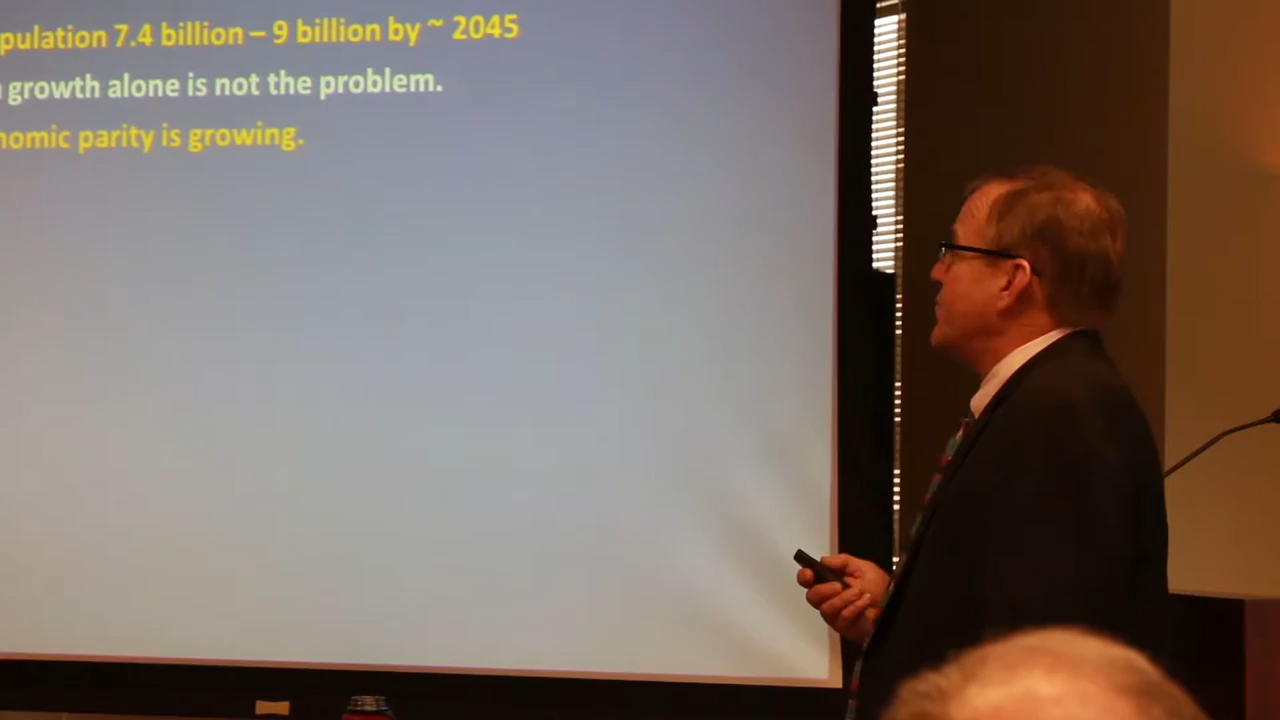 pulation 7.4 billion – 9 billion by ~ 2045
growth alone is not the problem.
nomic parity is growing.